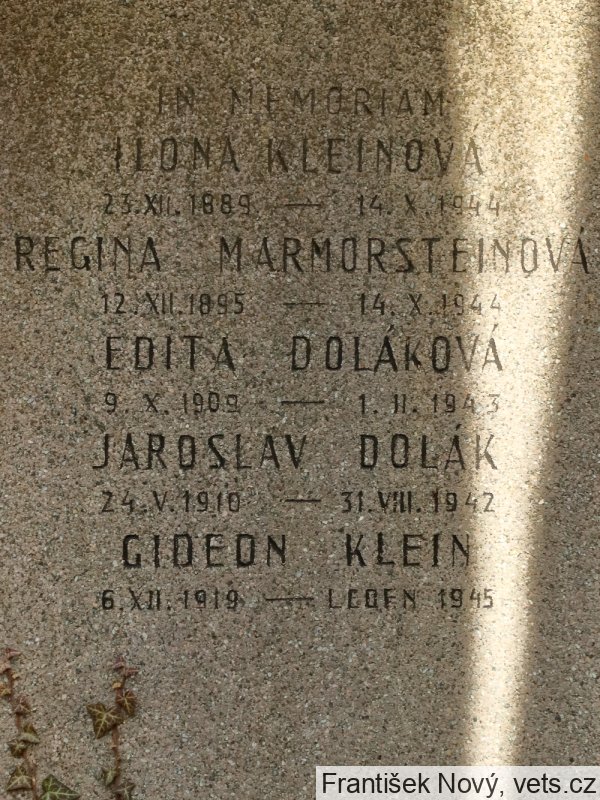 IN MEMORIAM
ILONA KLEINOVÁ
23.XII.1889 — 14.X.1944
REGINA MARMORSTEINOVÁ
12.XII.1895 — 14.X.1944
EDITA DOLÁKOVÁ
9.X.1909 — 1.II.1943
JAROSLAV DOLÁK
24.V.1910 — 31.VIII.1942
GIDEON KLEIN
6.XII.1919 — LEDEN 1945
František Nový, vets.cz